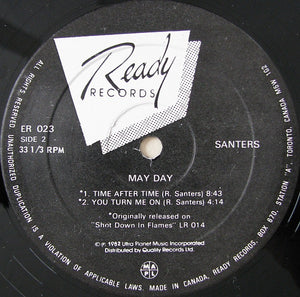 Ready
RECORDS
ER 023
SIDE 2
33 1/3 RPM
SANTERS
MAY DAY
*1. TIME AFTER TIME (R. Santers) 8:43
*2. YOU TURN ME ON (R. Santers) 4:14
*Originally released on
"Shot Down In Flames" LR 014
© ℗ 1982 Ultra Planet Music Incorporated
Distributed by Quality Records Ltd.
M A P L
ALL RIGHTS RESERVED. UNAUTHORIZED DUPLICATION IS A VIOLATION OF APPLICABLE LAWS. MADE IN CANADA. READY RECORDS, BOX 670, STATION "A", TORONTO, CANADA M5W 1G2